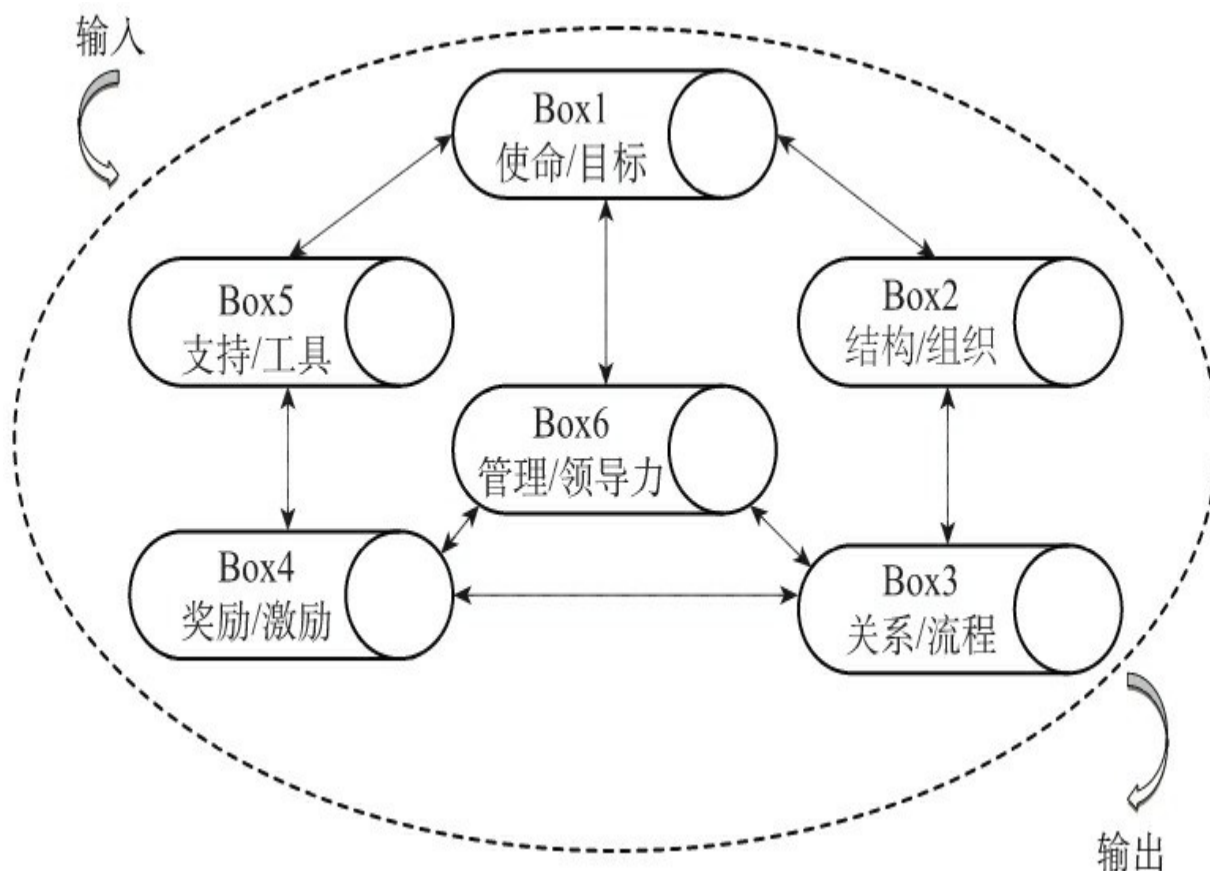 输入
Box1
使命/目标
Box5
支持/工具
Box2
结构/组织
Box6
管理/领导力
Box4
奖励/激励
Box3
关系/流程
输出